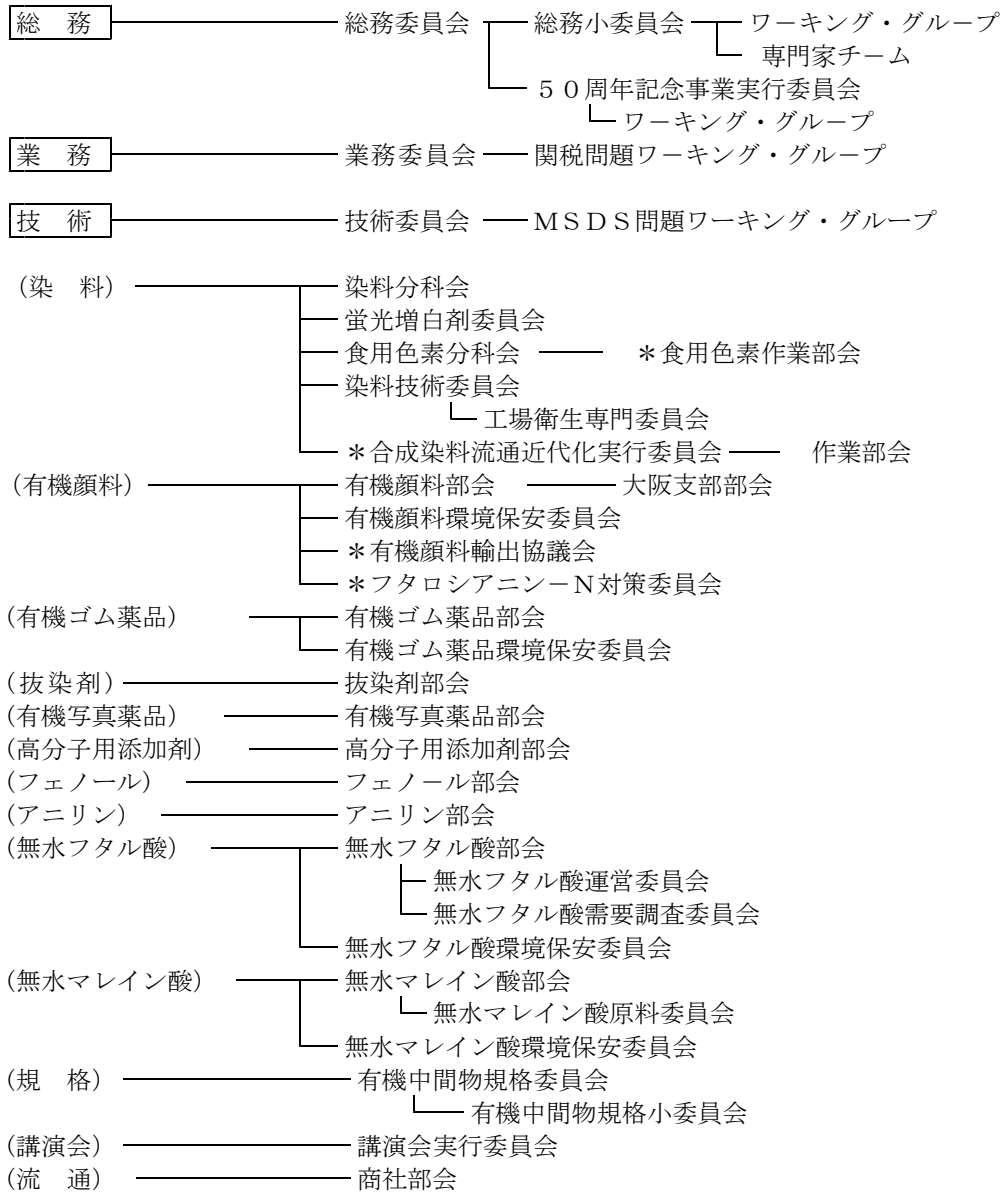 総　務 総務委員会 総務小委員会 ワ－キング・グル－プ
専門家チ－ム
５０周年記念事業実行委員会
ワ－キング・グル－プ
業　務 業務委員会 関税問題ワ－キング・グル－プ
技　術 技術委員会 ＭＳＤＳ問題ワーキング・グループ
(染　料) 染料分科会
蛍光増白剤委員会
食用色素分科会 ＊食用色素作業部会
染料技術委員会
工場衛生専門委員会
＊合成染料流通近代化実行委員会 作業部会
(有機顔料) 有機顔料部会 大阪支部部会
有機顔料環境保安委員会
＊有機顔料輸出協議会
＊フタロシアニン－Ｎ対策委員会
(有機ゴム薬品) 有機ゴム薬品部会
有機ゴム薬品環境保安委員会
(抜染剤) 抜染剤部会
(有機写真薬品) 有機写真薬品部会
(高分子用添加剤) 高分子用添加剤部会
(フェノール) フェノ－ル部会
(アニリン) アニリン部会
(無水フタル酸) 無水フタル酸部会
無水フタル酸運営委員会
無水フタル酸需要調査委員会
無水フタル酸環境保安委員会
(無水マレイン酸) 無水マレイン酸部会
無水マレイン酸原料委員会
無水マレイン酸環境保安委員会
(規　格) 有機中間物規格委員会
有機中間物規格小委員会
(講演会) 講演会実行委員会
(流　通) 商社部会